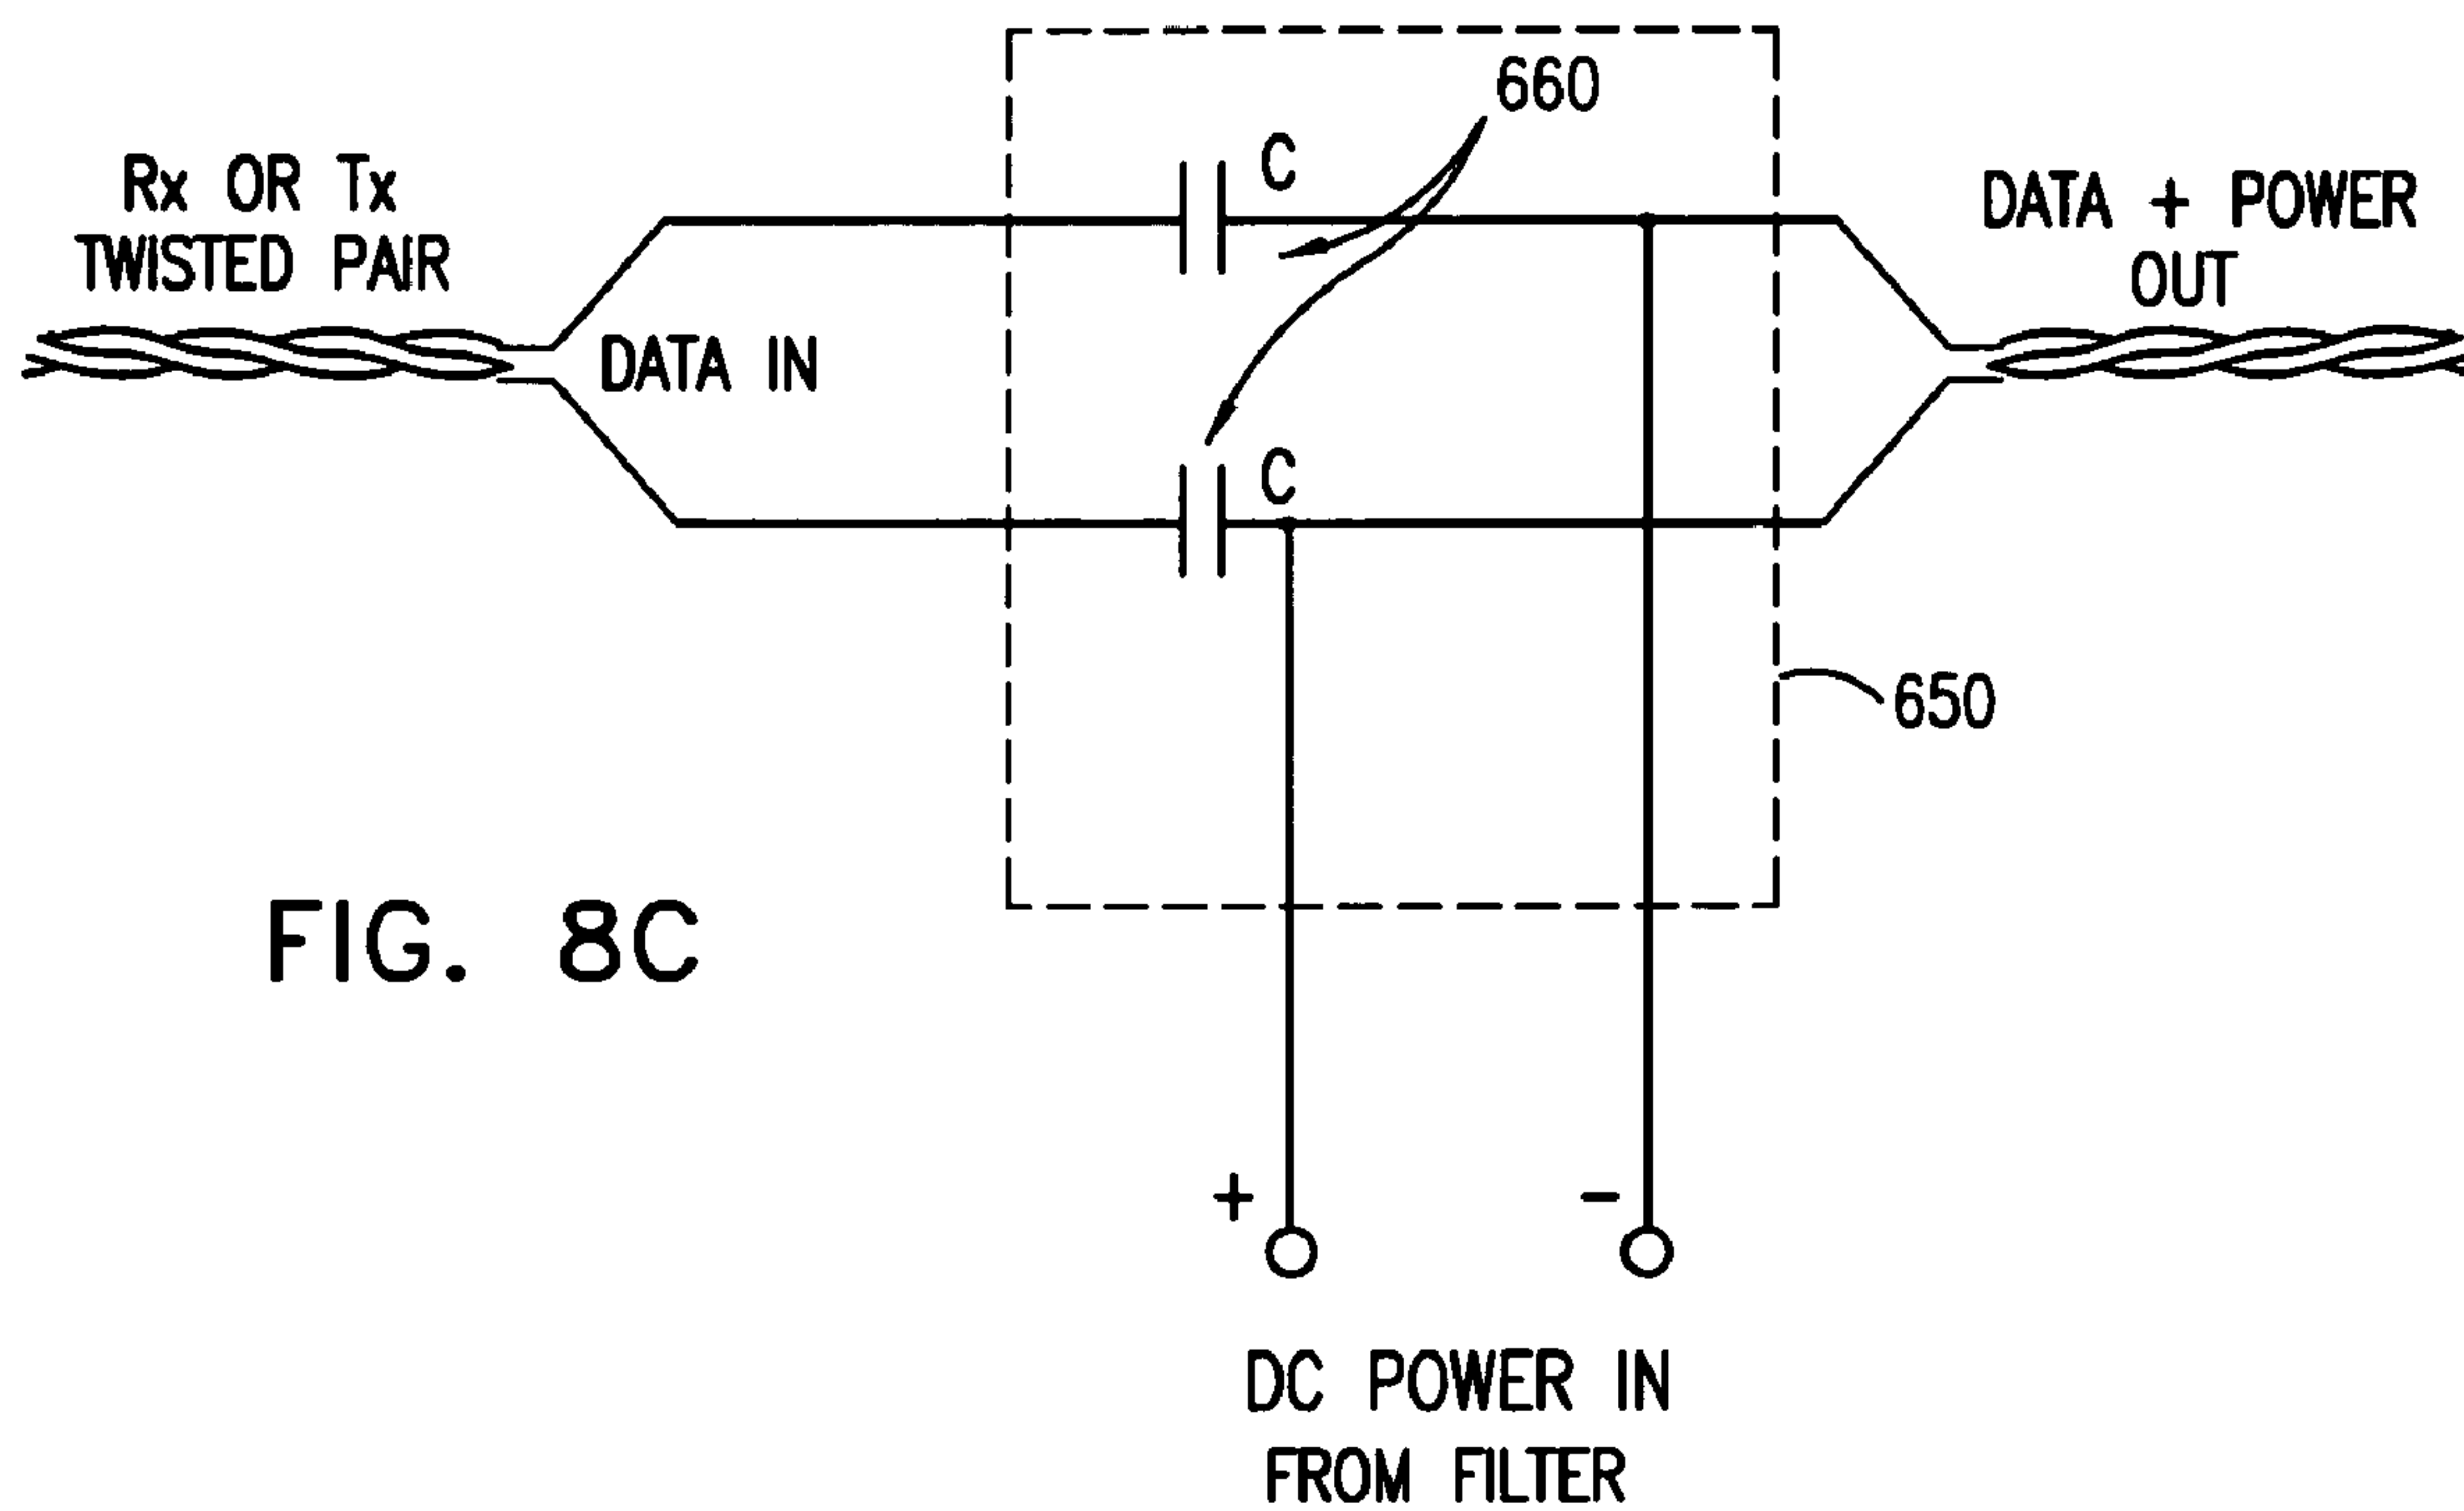 660
C
Rx OR Tx
TWISTED PAIR
DATA + POWER
OUT
DATA IN
C
650
FIG. 8C
+ -
DC POWER IN
FROM FILTER